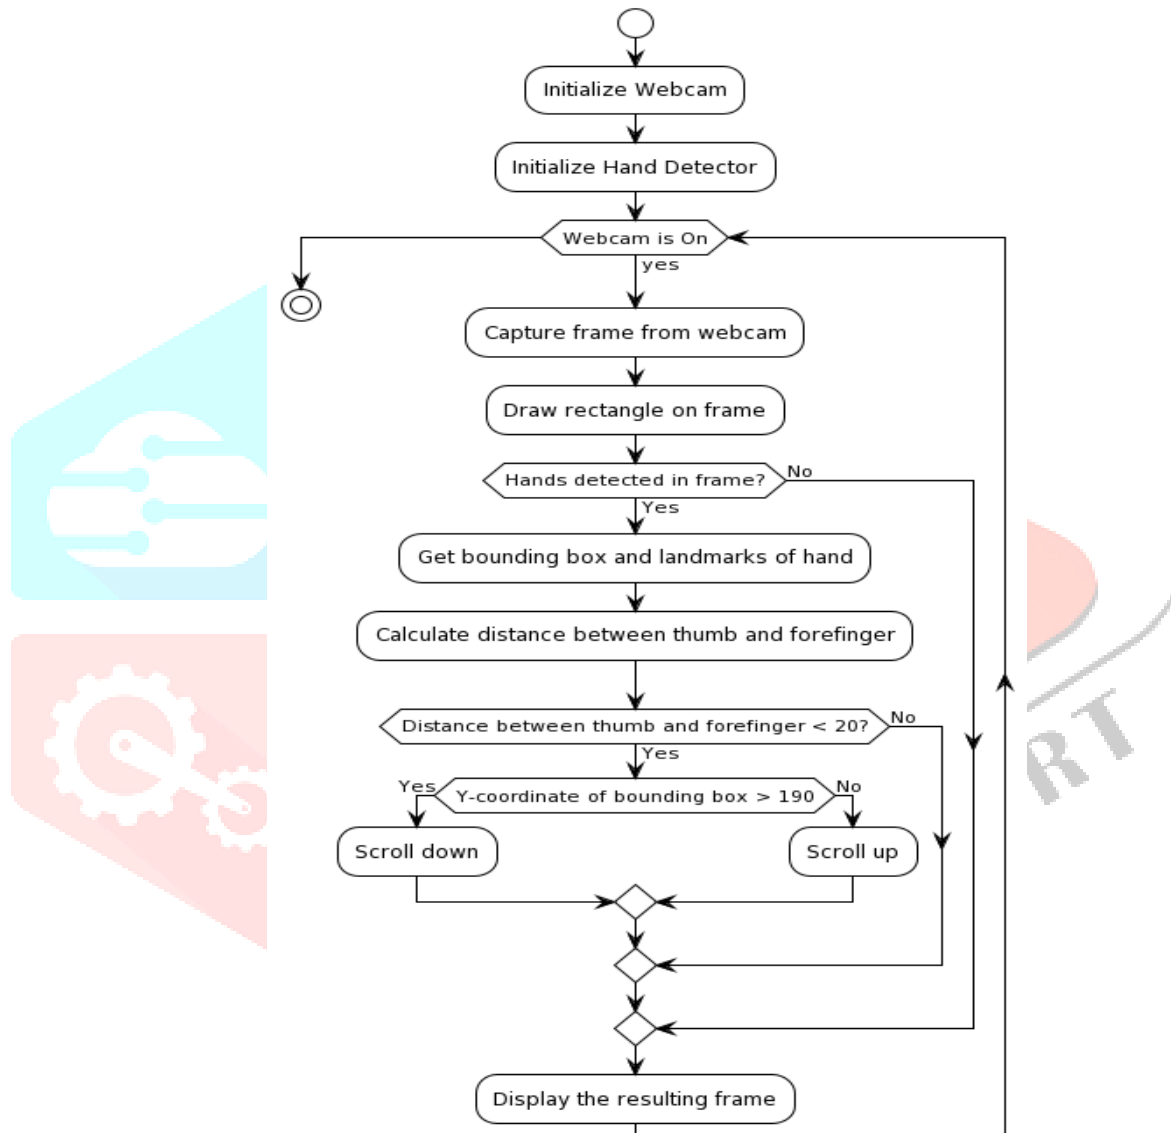 Initialize Webcam
Initialize Hand Detector
Webcam is On
yes
Capture frame from webcam
Draw rectangle on frame
Hands detected in frame?
No
Yes
Get bounding box and landmarks of hand
Calculate distance between thumb and forefinger
Distance between thumb and forefinger < 20?
No
Yes
Yes
Y-coordinate of bounding box > 190
No
Scroll down
Scroll up
RT
Display the resulting frame